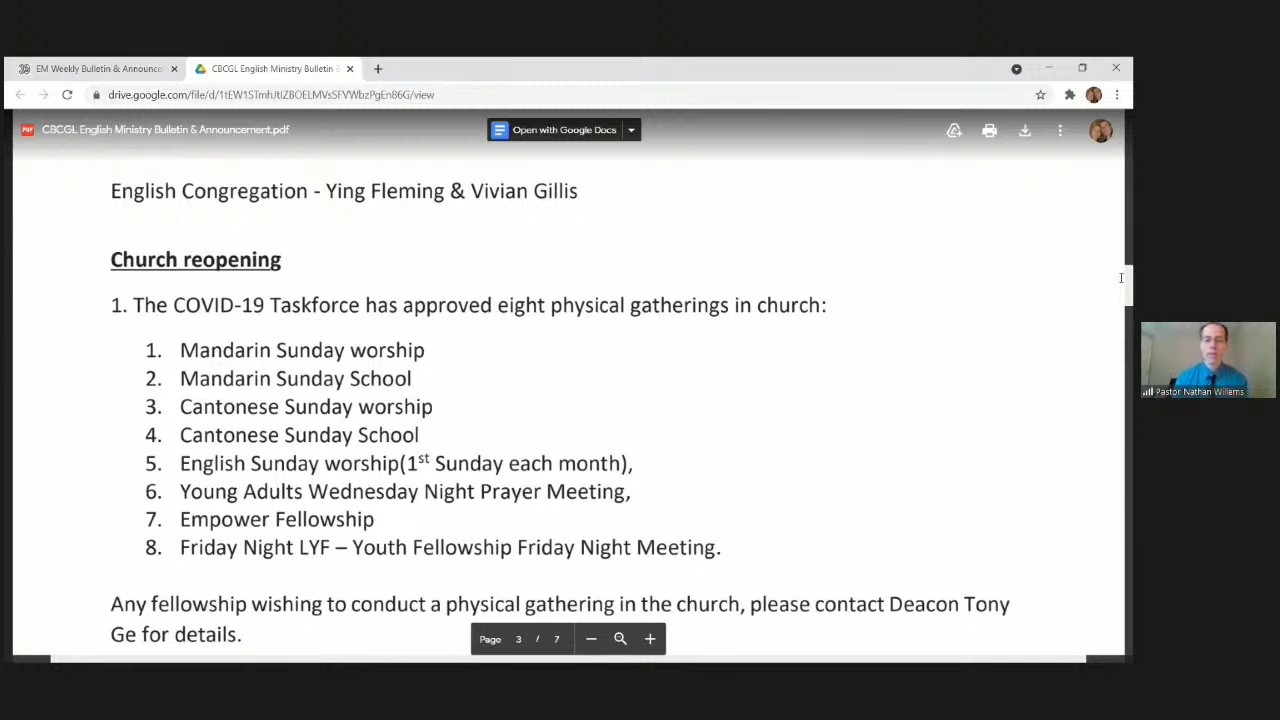 EM Weekly Bulletin & Announce
CBCGL English Ministry Bulletin &
drive.google.com/file/d/1tEW1STmhJtIZBOELMVsSFVWbzPgEn86G/view
PDF
CBCGL English Ministry Bulletin & Announcement.pdf
Open with Google Docs
English Congregation - Ying Fleming & Vivian Gillis
Church reopening
1. The COVID-19 Taskforce has approved eight physical gatherings in church:
1. Mandarin Sunday worship
2. Mandarin Sunday School
3. Cantonese Sunday worship
4. Cantonese Sunday School
5. English Sunday worship(1st Sunday each month),
6. Young Adults Wednesday Night Prayer Meeting,
7. Empower Fellowship
8. Friday Night LYF – Youth Fellowship Friday Night Meeting.
Any fellowship wishing to conduct a physical gathering in the church, please contact Deacon Tony
Ge for details.
Page 3 / 7
Pastor Nathan Willems